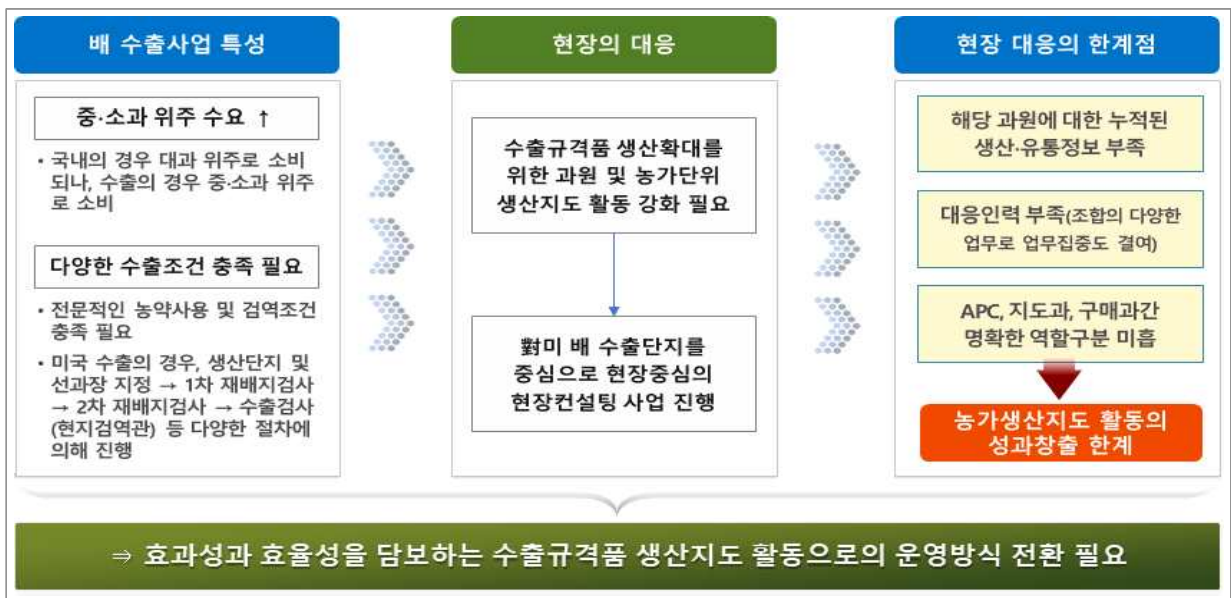 배 수출사업 특성
중·소과 위주 수요 ↑
• 국내의 경우 대과 위주로 소비
되나, 수출의 경우 중·소과 위주
로 소비
다양한 수출조건 충족 필요
• 전문적인 농약사용 및 검역조건
충족 필요
• 미국 수출의 경우, 생산단지 및
선과장 지정 → 1차 재배지검사
→ 2차 재배지검사 → 수출검사
(현지검역관) 등 다양한 절차에
의해 진행
현장의 대응
수출규격품 생산확대를
위한 과원 및 농가단위
생산지도 활동 강화 필요
對미 배 수출단지를
중심으로 현장중심의
현장컨설팅 사업 진행
현장 대응의 한계점
해당 과원에 대한 누적된
생산·유통정보 부족
대응인력 부족(조합의 다양한
업무로 업무집중도 결여)
APC, 지도과, 구매과간
명확한 역할구분 미흡
농가생산지도 활동의
성과창출 한계
⇒ 효과성과 효율성을 담보하는 수출규격품 생산지도 활동으로의 운영방식 전환 필요